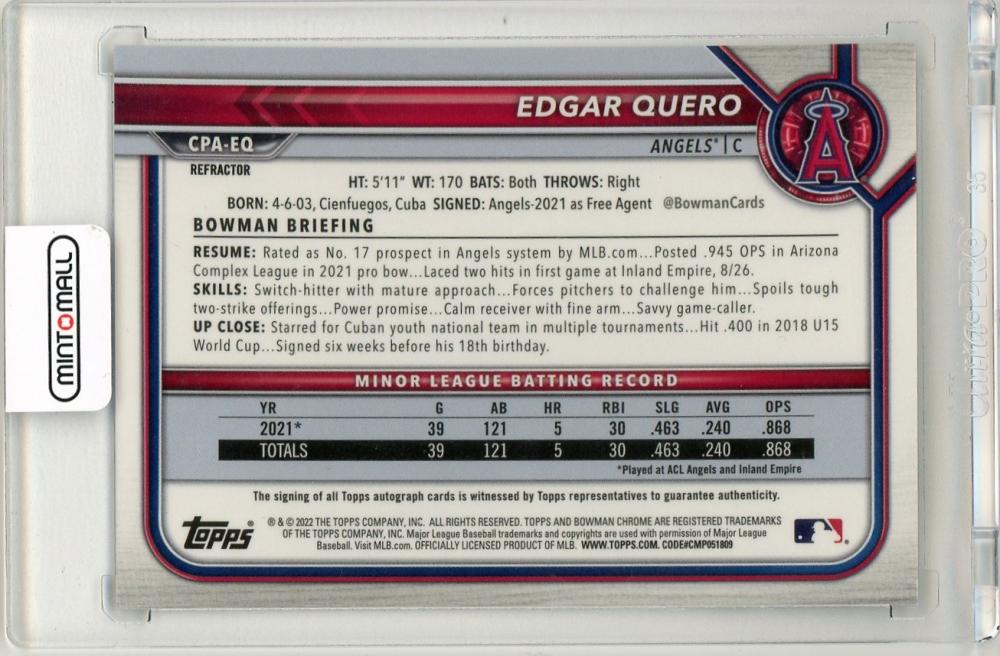 EDGAR QUERO
CPA-EQ
ANGELS* | C
REFRACTOR
HT: 5'11" WT: 170 BATS: Both THROWS: Right
BORN: 4-6-03, Cienfuegos, Cuba SIGNED: Angels-2021 as Free Agent @BowmanCards
BOWMAN BRIEFING
RESUME: Rated as No. 17 prospect in Angels system by MLB.com...Posted .945 OPS in Arizona
Complex League in 2021 pro bow...Laced two hits in first game at Inland Empire, 8/26.
SKILLS: Switch-hitter with mature approach...Forces pitchers to challenge him...Spoils tough
two-strike offerings...Power promise...Calm receiver with fine arm...Savvy game-caller.
UP CLOSE: Starred for Cuban youth national team in multiple tournaments...Hit .400 in 2018 U15
World Cup...Signed six weeks before his 18th birthday.
MINOR LEAGUE BATTING RECORD
YR G AB HR RBI SLG AVG OPS
2021* 39 121 5 30 .463 .240 .868
TOTALS 39 121 5 30 .463 .240 .868
*Played at ACL Angels and Inland Empire
The signing of all Topps autograph cards is witnessed by Topps representatives to guarantee authenticity.
topps®
® & © 2022 THE TOPPS COMPANY, INC. ALL RIGHTS RESERVED. TOPPS AND BOWMAN CHROME ARE REGISTERED TRADEMARKS
OF THE TOPPS COMPANY, INC. Major League Baseball trademarks and copyrights are used with permission of Major League
Baseball. Visit MLB.com. OFFICIALLY LICENSED PRODUCT OF MLB. WWW.TOPPS.COM. CODE#CMP051809
MINTOMALL
A
35